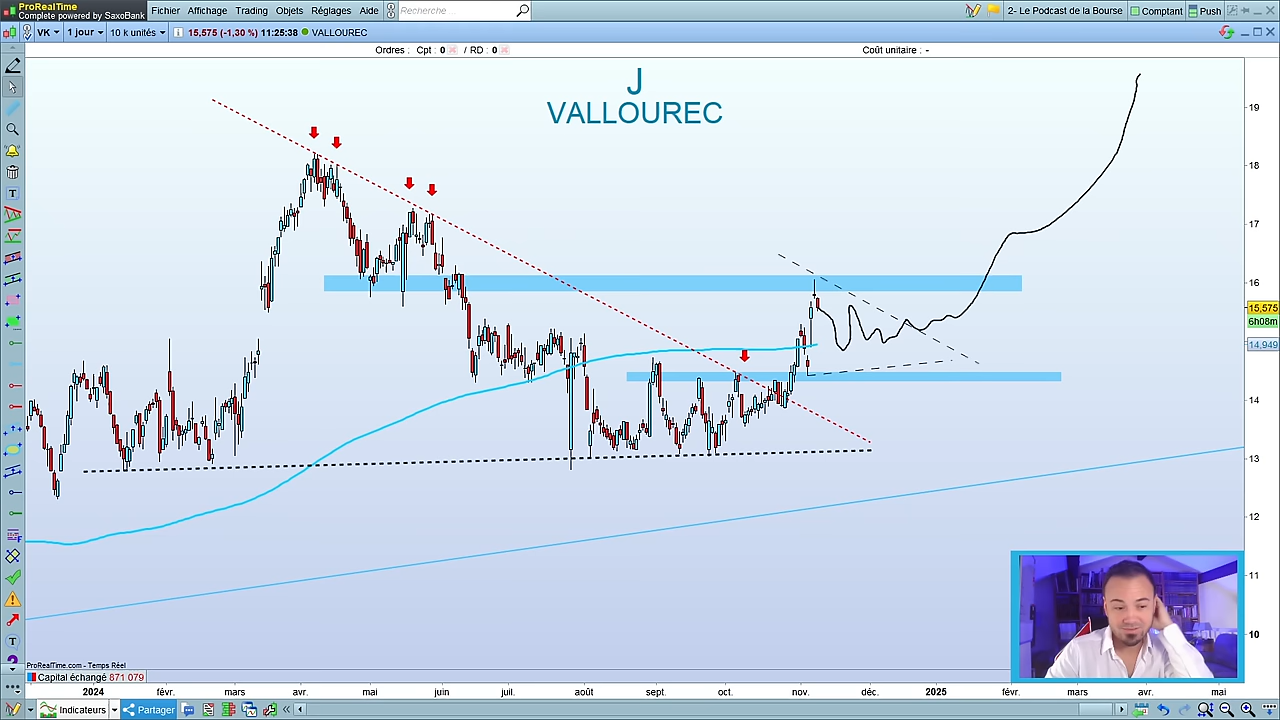 ProRealTime
Complete powered by SaxoBank
Fichier Affichage Trading Objets Réglages Aide Recherche 2- Le Podcast de la Bourse Comptant Push
VK 1 jour 10 k unités 15,575 (-1,30 %) 11:25:38 VALLOUREC
Ordres : Cpt : 0 / RD : 0 Coût unitaire : -
J
VALLOUREC
19
18
17
16
15,575
6h08m
14,949
14
13
12
11
10
ProRealTime.com - Temps Réel
Capital échangé 871 079
2024 févr. mars avr. mai juin juil. août sept. oct. nov. déc. 2025 févr. mars avr. mai
Indicateurs Partager